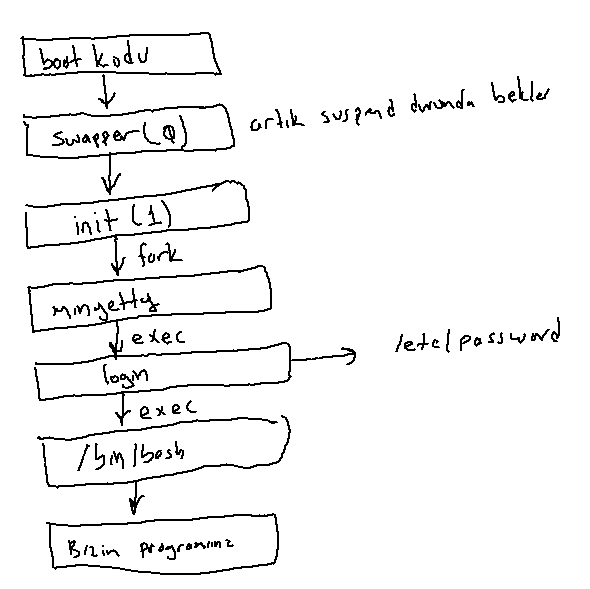 boot kodu
swapper(0)
artık suspend durumda bekler
init (1)
fork
mingetty
exec
login
/etc/password
exec
/bin/bash
Bizim programımız